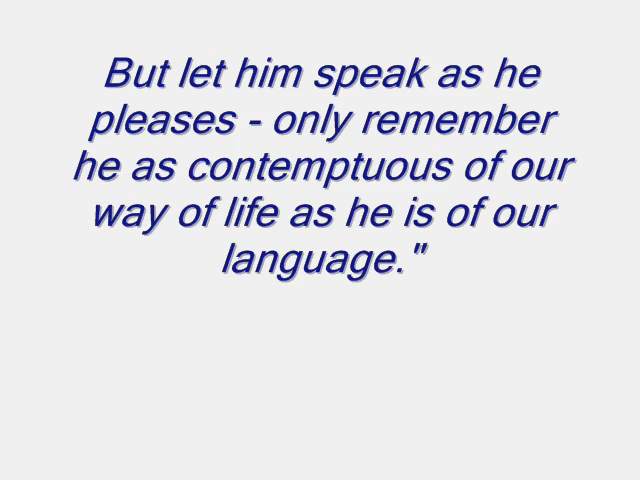 But let him speak as he
pleases - only remember
he as contemptuous of our
way of life as he is of our
language."